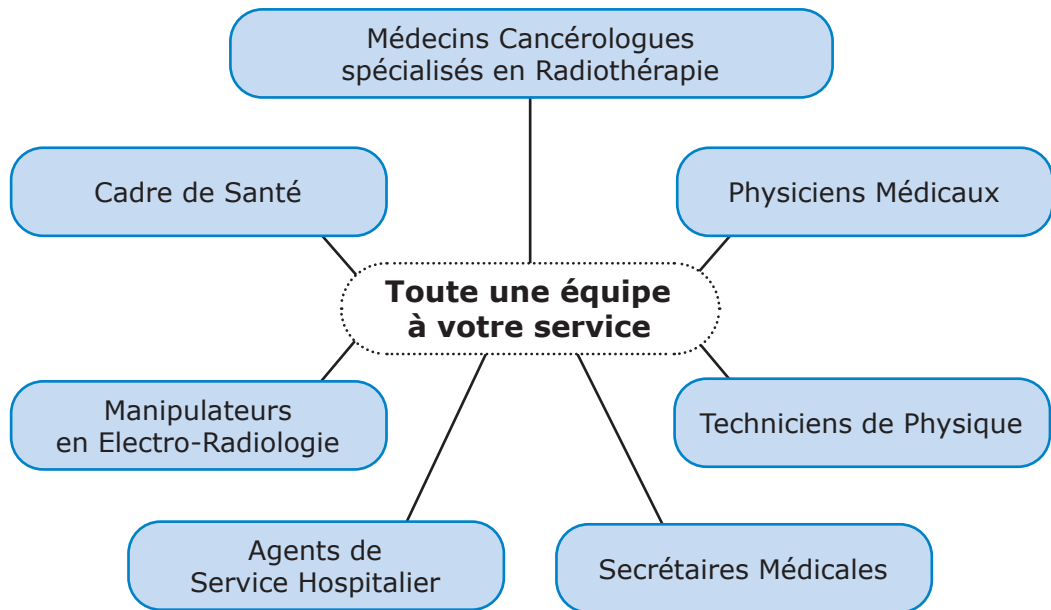 Médecins Cancérologues
spécialisés en Radiothérapie
Cadre de Santé
Physiciens Médicaux
Toute une équipe
à votre service
Manipulateurs
en Electro-Radiologie
Techniciens de Physique
Agents de
Service Hospitalier
Secrétaires Médicales